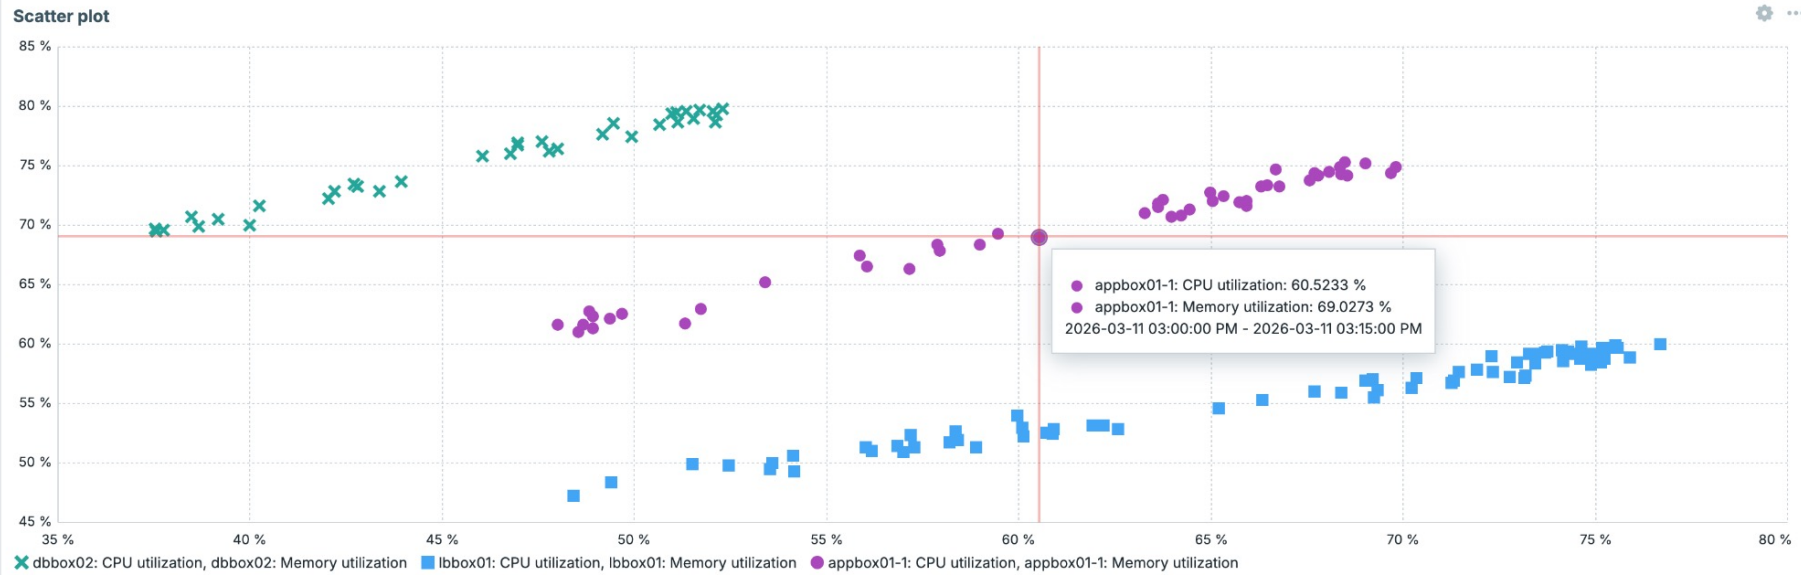 Scatter plot
85 %
80 %
75 %
70 %
65 %
60 %
55 %
50 %
45 %
appbox01-1: CPU utilization: 60.5233 %
appbox01-1: Memory utilization: 69.0273 %
2026-03-11 03:00:00 PM - 2026-03-11 03:15:00 PM
35 % 40 % 45 % 50 % 55 % 60 % 65 % 70 % 75 % 80 %
dbbox02: CPU utilization, dbbox02: Memory utilization lbbox01: CPU utilization, lbbox01: Memory utilization appbox01-1: CPU utilization, appbox01-1: Memory utilization